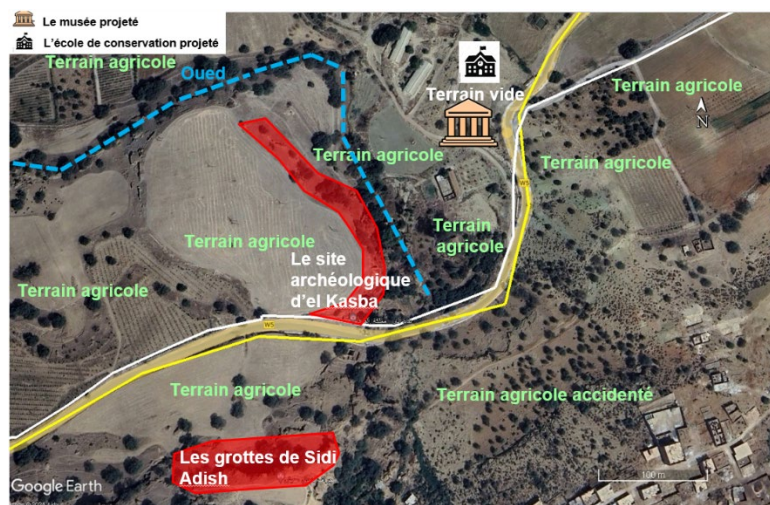 Le musée projeté
L'école de conservation projeté
Terrain agricole
Oued
Terrain vide
Terrain agricole
N
Terrain agricole
Terrain agricole
W5
Terrain agricole
Terrain
agricole
Le site
archéologique
d'el Kasba
Terrain agricole
W5
Terrain agricole
Terrain agricole accidenté
Les grottes de Sidi
Adish
Google Earth
100 m